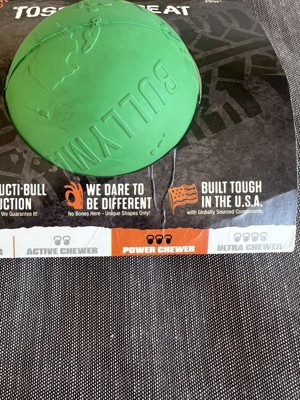 TOSS
EAT
BULLYM
UCTI-BULL
UCTION
We Guarantee It!
WE DARE TO
BE DIFFERENT
No Bones Here - Unique Shapes Only!
BUILT TOUGH
IN THE U.S.A.
with Globally Sourced Components.
ACTIVE CHEWER
POWER CHEWER
ULTRA CHEWER